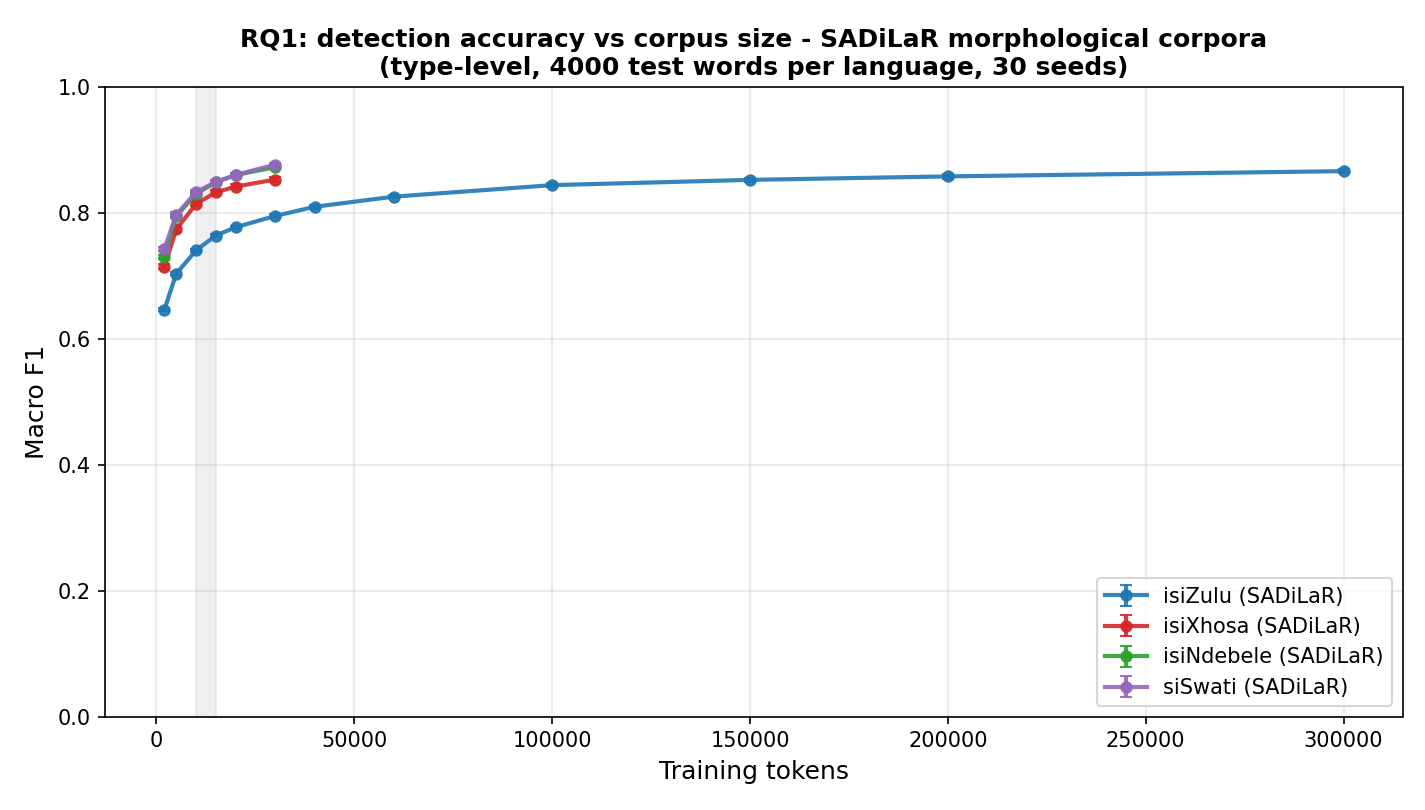 RQ1: detection accuracy vs corpus size - SADiLaR morphological corpora
(type-level, 4000 test words per language, 30 seeds)
1.0
0.8
0.6
0.4
0.2
0.0
Macro F1
0
50000
100000
150000
200000
250000
300000
Training tokens
isiZulu (SADiLaR)
isiXhosa (SADiLaR)
isiNdebele (SADiLaR)
siSwati (SADiLaR)